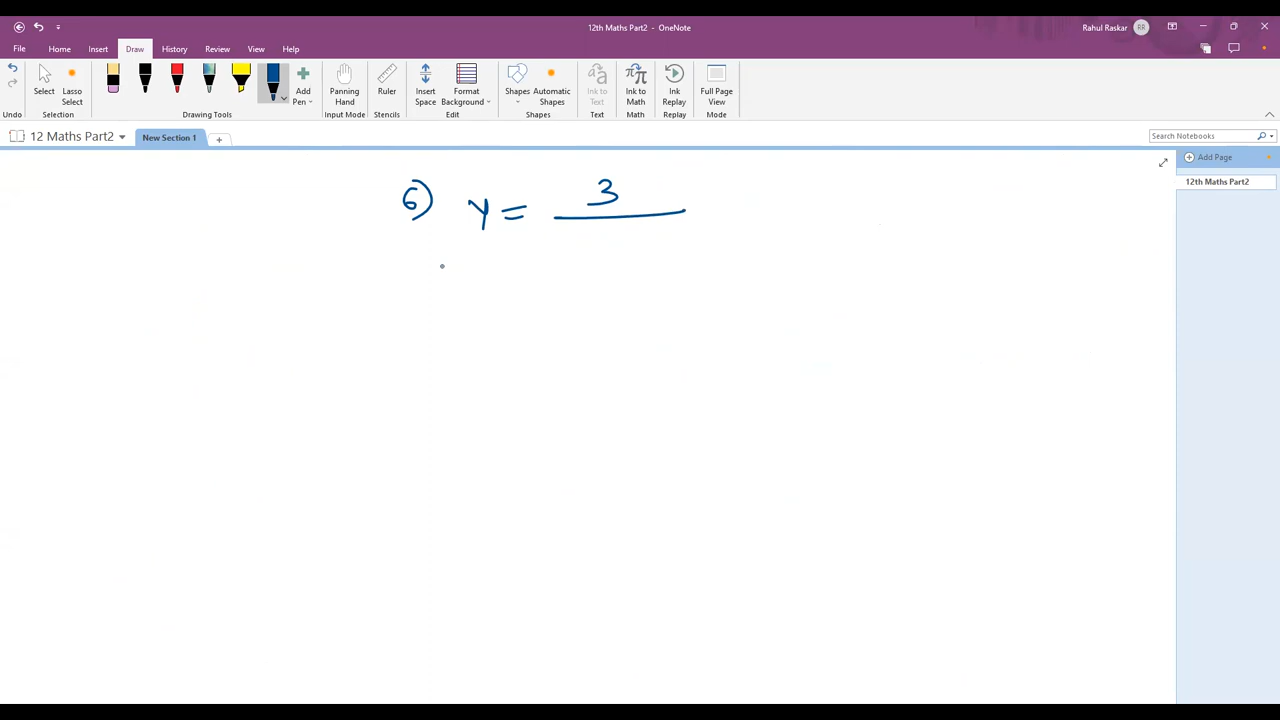 12th Maths Part2 - OneNote
Rahul Raskar RR
File Home Insert Draw History Review View Help
Undo
Select
Lasso Select
Selection
Drawing Tools
Add Pen
Panning Hand
Input Mode
Ruler
Stencils
Insert Space
Format Background
Edit
Shapes
Automatic Shapes
Shapes
Ink to Text
Text
Ink to Math
Math
Ink Replay
Replay
Full Page View
Mode
12 Maths Part2
New Section 1
+
Search Notebooks
Add Page
12th Maths Part2
6) y = 3